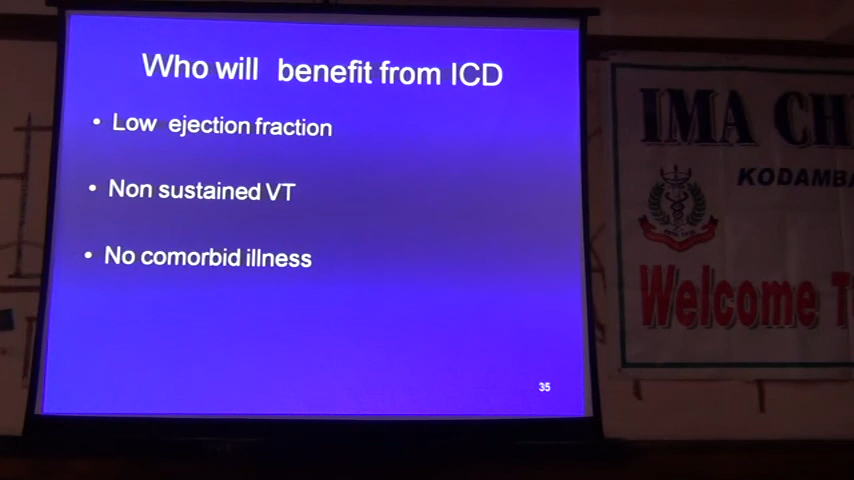 Who will benefit from ICD
• Low ejection fraction
• Non sustained VT
• No comorbid illness
35
IMA CH
KODAMBA
Welcome T